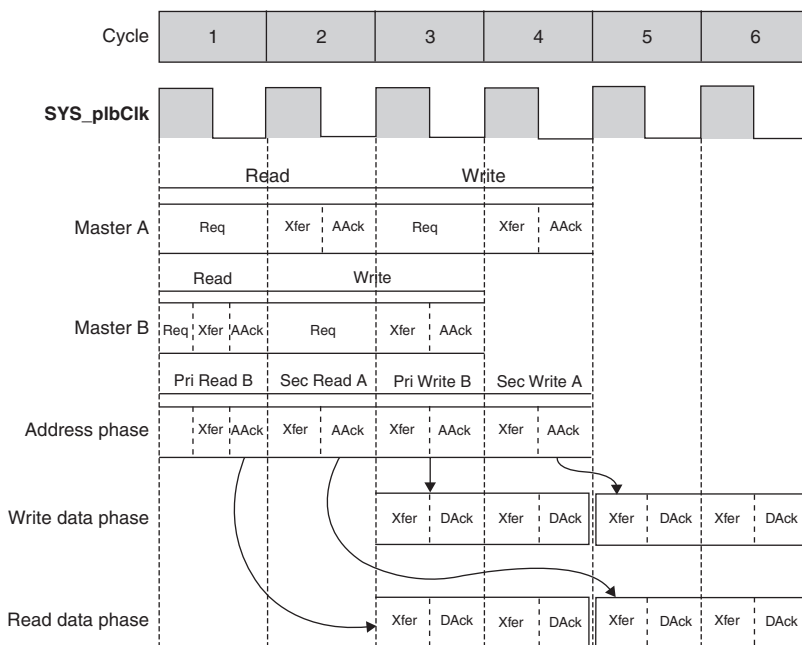 Cycle 1 2 3 4 5 6
SYS_plbClk
Read Write
Master A Req Xfer AAck Req Xfer AAck
Read Write
Master B Req Xfer AAck Req Xfer AAck
Pri Read B Sec Read A Pri Write B Sec Write A
Address phase Xfer AAck Xfer AAck Xfer AAck Xfer AAck
Write data phase Xfer DAck Xfer DAck Xfer DAck Xfer DAck
Read data phase Xfer DAck Xfer DAck Xfer DAck Xfer DAck